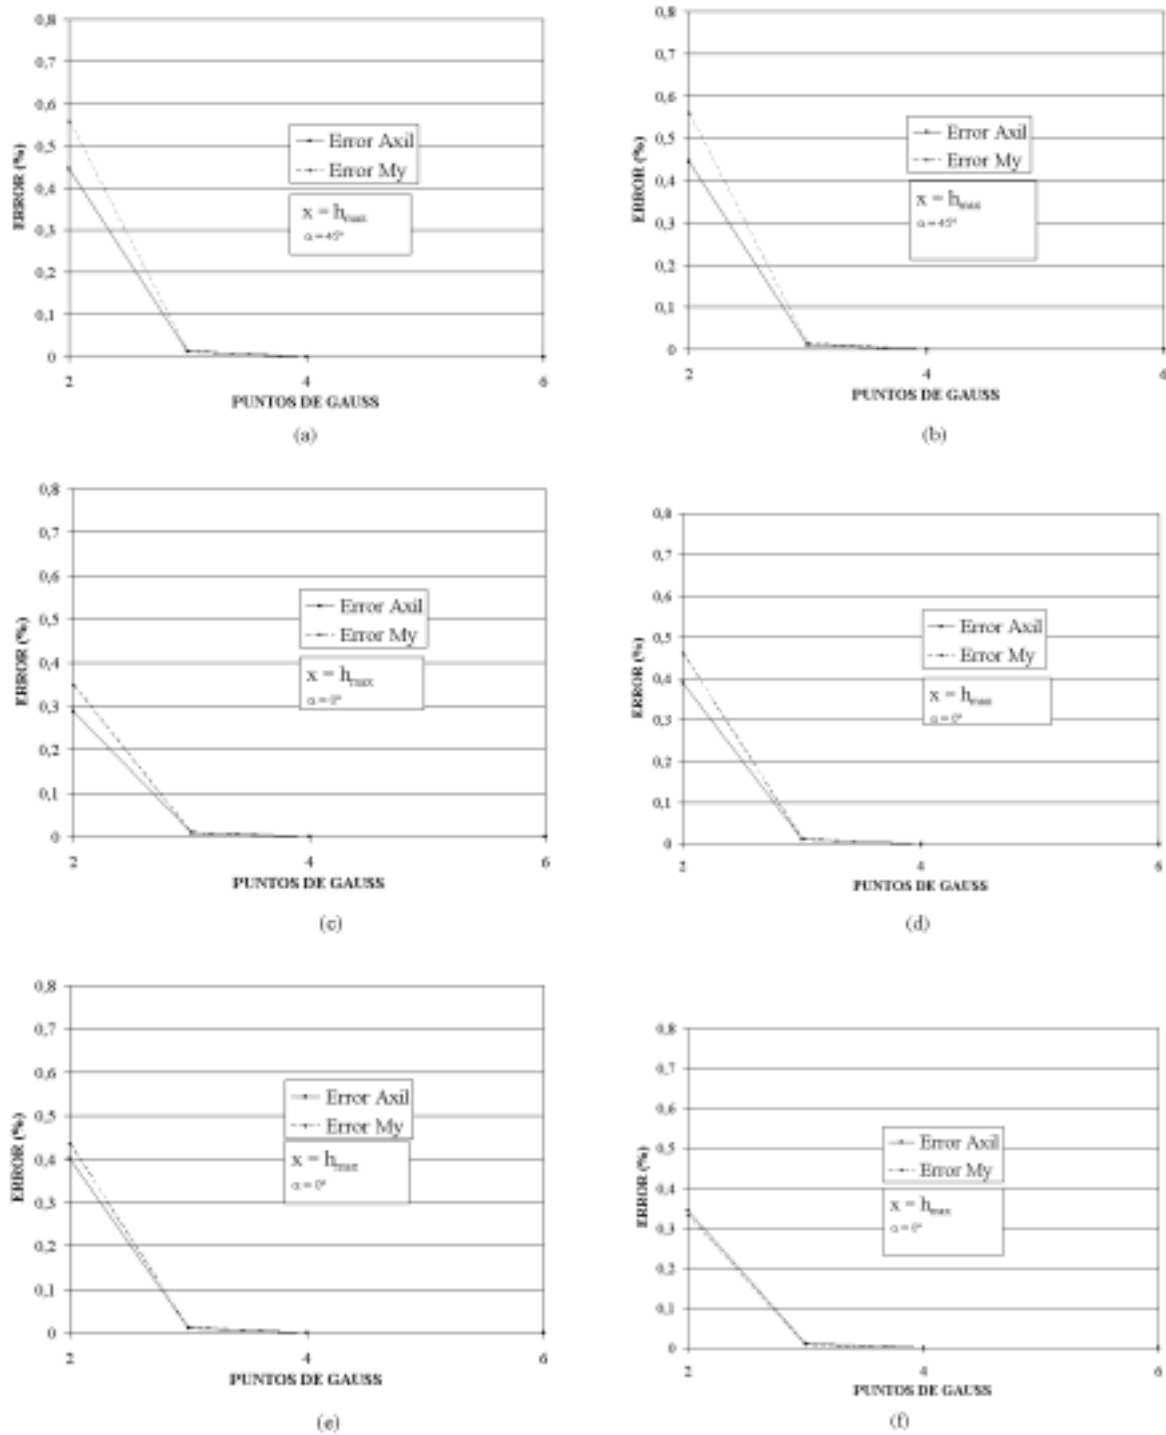 0,8
0,7
0,6
0,5
0,4
0,3
0,2
0,1
0
ERROR (%)
Error Axil
Error My
x = hmax
α = 45º
2 4 6
PUNTOS DE GAUSS
(a)
0,8
0,7
0,6
0,5
0,4
0,3
0,2
0,1
0
ERROR (%)
Error Axil
Error My
x = hmax
α = 45º
2 4 6
PUNTOS DE GAUSS
(b)
0,8
0,7
0,6
0,5
0,4
0,3
0,2
0,1
0
ERROR (%)
Error Axil
Error My
x = hmax
α = 0º
2 4 6
PUNTOS DE GAUSS
(c)
0,8
0,7
0,6
0,5
0,4
0,3
0,2
0,1
0
ERROR (%)
Error Axil
Error My
x = hmax
α = 0º
2 4 6
PUNTOS DE GAUSS
(d)
0,8
0,7
0,6
0,5
0,4
0,3
0,2
0,1
0
ERROR (%)
Error Axil
Error My
x = hmax
α = 0º
2 4 6
PUNTOS DE GAUSS
(e)
0,8
0,7
0,6
0,5
0,4
0,3
0,2
0,1
0
ERROR (%)
Error Axil
Error My
x = hmax
α = 0º
2 4 6
PUNTOS DE GAUSS
(f)